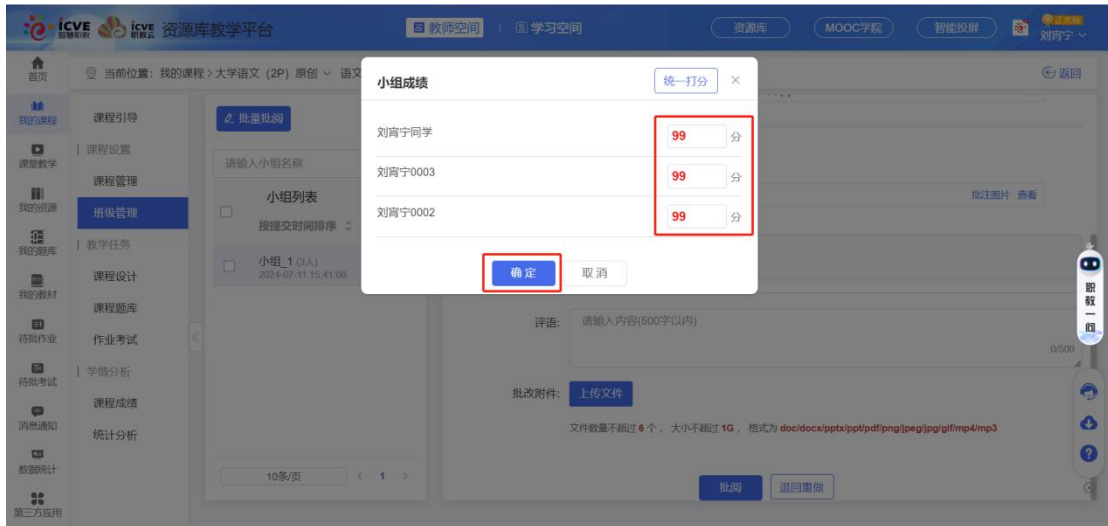 icve 智慧职教 icve 职教云 资源库教学平台 教师空间 学习空间 资源库 MOOC学院 智能投屏 正式版 刘宵宁
首页
当前位置：我的课程>大学语文（2P）原创 语文
返回
小组成绩 统一打分 ×
我的课程
课堂教学
我的资源
我的题库
我的教材
待批作业
待批考试
消息通知
数据统计
第三方应用
课程引导
课程设置
课程管理
班级管理
教学任务
课程设计
课程题库
作业考试
学情分析
课程成绩
统计分析
批量批阅
请输入小组名称
小组列表
按提交时间排序
小组_1 (3人)
2024-07-11 15:41:08
10条/页 < 1 >
刘宵宁同学 99 分
刘宵宁0003 99 分
刘宵宁0002 99 分
确定 取消
批注图片 查看
评语: 请输入内容(500字以内)
0/500
批改附件: 上传文件
文件数量不超过 6 个， 大小不超过 1G， 格式为 doc/docx/pptx/ppt/pdf/png/jpeg/jpg/gif/mp4/mp3
批阅 退回重做
职教一问